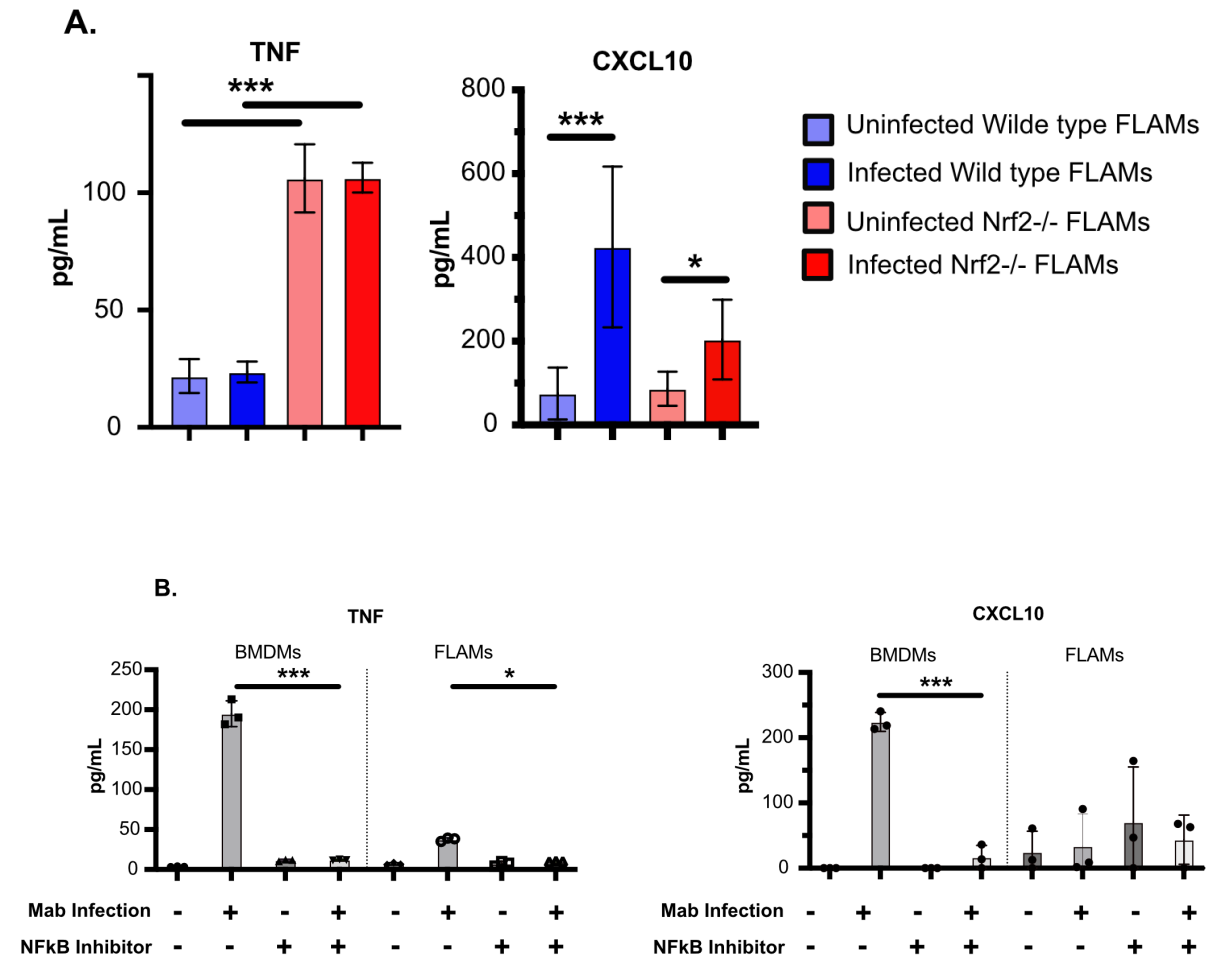 A.
TNF
CXCL10
***
***
*
pg/mL
100
50
0
pg/mL
800
600
400
200
0
Uninfected Wilde type FLAMs
Infected Wild type FLAMs
Uninfected Nrf2-/- FLAMs
Infected Nrf2-/- FLAMs
B.
TNF
BMDMs FLAMs
*** *
pg/mL
250
200
150
100
50
0
Mab Infection - + - + - + - +
NFkB Inhibitor - - + + - - + +
CXCL10
BMDMs FLAMs
***
pg/mL
300
200
100
0
Mab Infection - + - + - + - +
NFkB Inhibitor - - + + - - + +